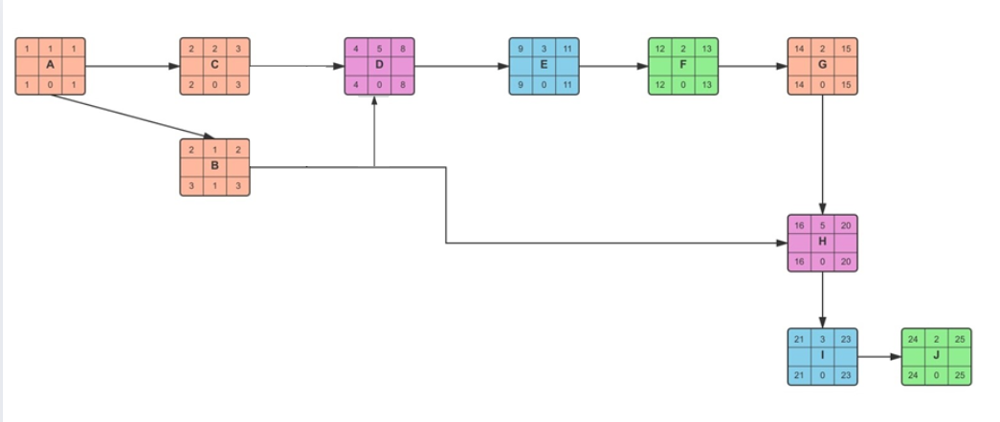 1 1 1
A
1 0 1
2 2 3
C
2 0 3
4 5 8
D
4 0 8
9 3 11
E
9 0 11
12 2 13
F
12 0 13
14 2 15
G
14 0 15
2 1 2
B
3 1 3
16 5 20
H
16 0 20
21 3 23
I
21 0 23
24 2 25
J
24 0 25